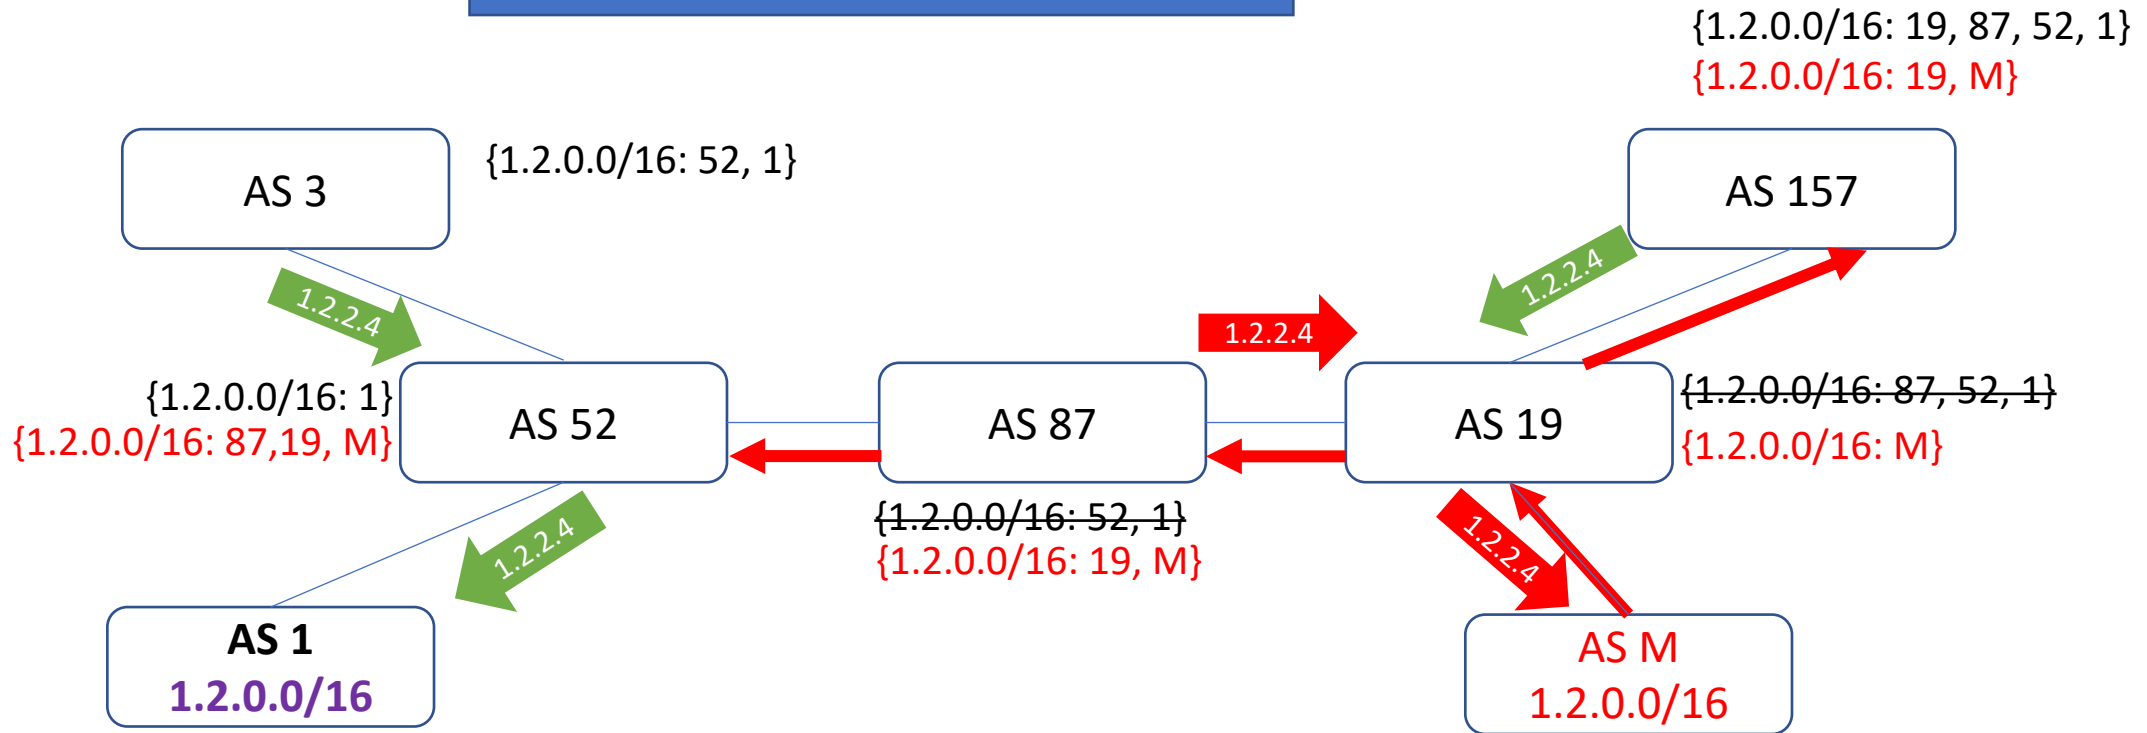 {1.2.0.0/16: 19, 87, 52, 1}
{1.2.0.0/16: 19, M}
AS 3
{1.2.0.0/16: 52, 1}
AS 157
1.2.2.4
1.2.2.4
1.2.2.4
{1.2.0.0/16: 1}
{1.2.0.0/16: 87,19, M}
AS 52
AS 87
AS 19
{1.2.0.0/16: 87, 52, 1}
{1.2.0.0/16: M}
1.2.2.4
{1.2.0.0/16: 52, 1}
{1.2.0.0/16: 19, M}
1.2.2.4
AS 1
1.2.0.0/16
AS M
1.2.0.0/16